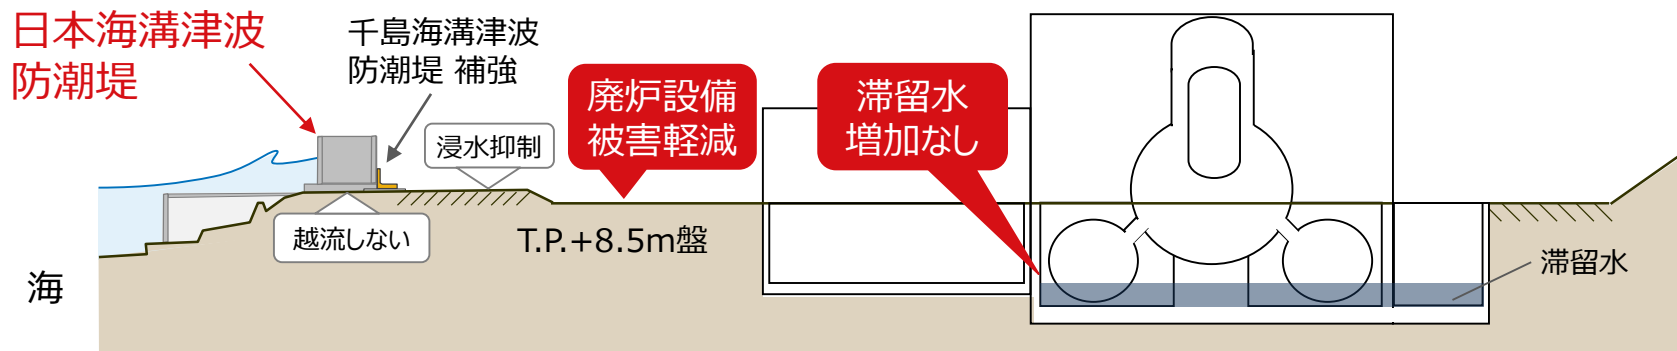 日本海溝津波
防潮堤
千島海溝津波
防潮堤 補強
浸水抑制
越流しない
廃炉設備
被害軽減
滞留水
増加なし
T.P.+8.5m盤
滞留水
海